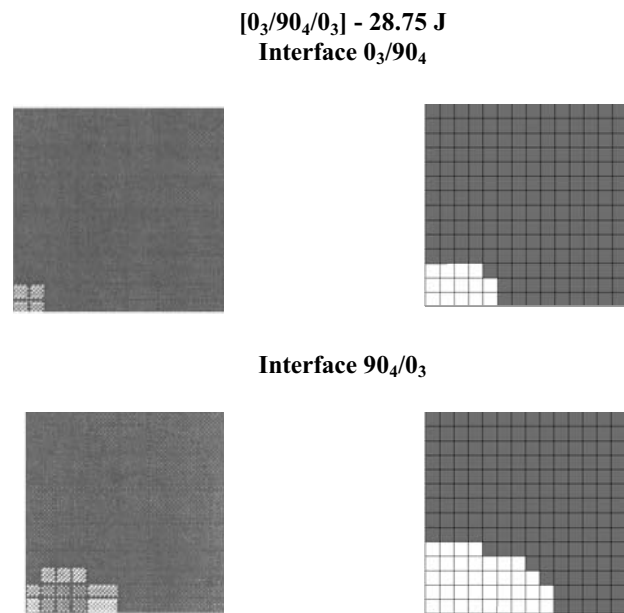 [0₃/90₄/0₃] - 28.75 J
Interface 0₃/90₄
Interface 90₄/0₃